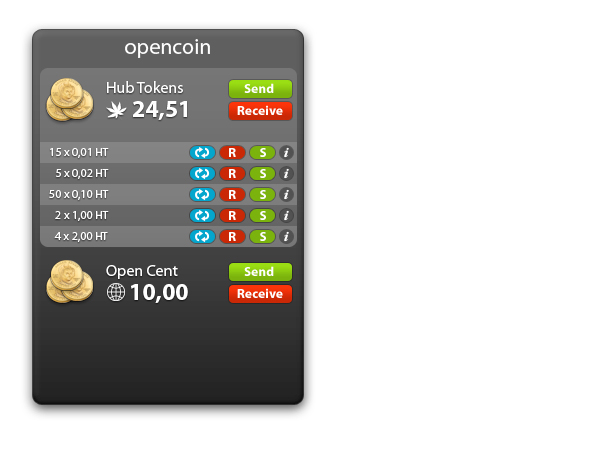 opencoin
Hub Tokens
24,51
Send
Receive
15 x 0,01 HT R S i
5 x 0,02 HT R S i
50 x 0,10 HT R S i
2 x 1,00 HT R S i
4 x 2,00 HT R S i
Open Cent
10,00
Send
Receive